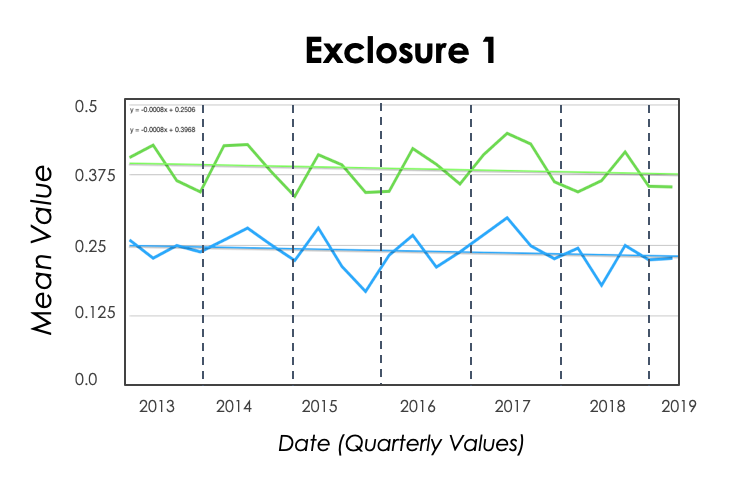 Exclosure 1
y = -0.0008x + 0.2506
y = -0.0008x + 0.3968
0.5
0.375
0.25
0.125
0.0
Mean Value
2013 2014 2015 2016 2017 2018 2019
Date (Quarterly Values)